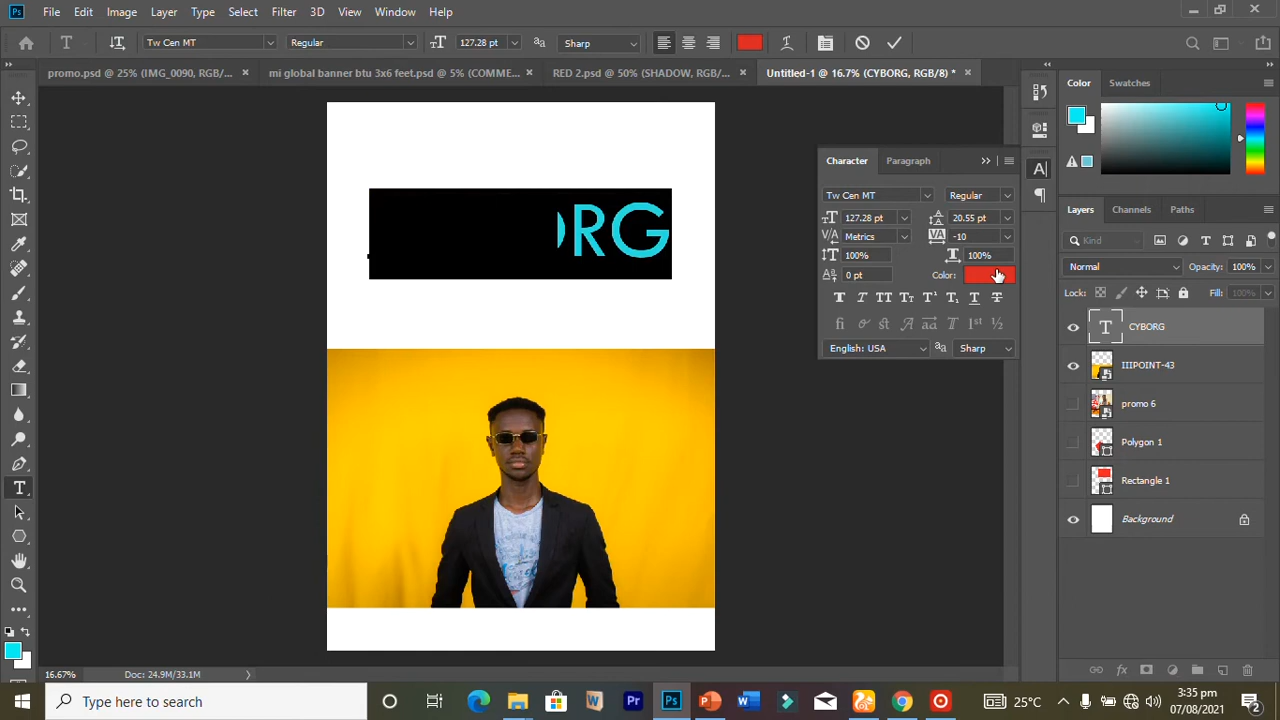 Ps File Edit Image Layer Type Select Filter 3D View Window Help
T Tw Cen MT Regular 127.28 pt Sharp
promo.psd @ 25% (IMG_0090, RGB/... × mi global banner btu 3x6 feet.psd @ 5% (COMME... × RED 2.psd @ 50% (SHADOW, RGB/... × Untitled-1 @ 16.7% (CYBORG, RGB/8) * ×
Color Swatches
Character Paragraph
Tw Cen MT Regular
127.28 pt 20.55 pt
Metrics -10
100% 100%
0 pt Color:
English: USA Sharp
RG
Layers Channels Paths
Kind
Normal Opacity: 100%
Lock: Fill: 100%
CYBORG
IIIPOINT-43
promo 6
Polygon 1
Rectangle 1
Background
16.67% Doc: 24.9M/33.1M
Type here to search
25°C
3:35 pm
07/08/2021
2